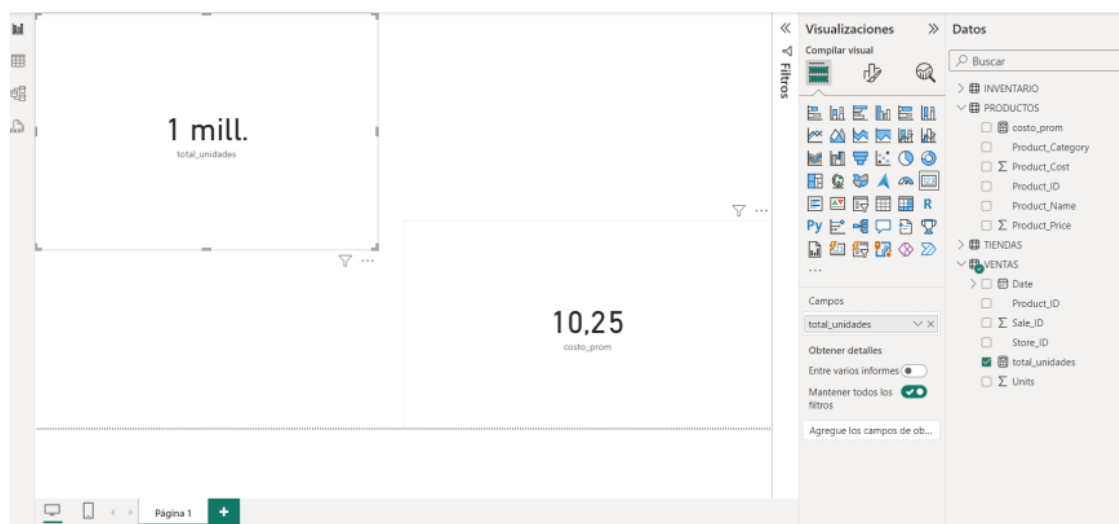 1 mill.
total_unidades
10,25
costo_prom
Página 1
Filtros
Visualizaciones
Compilar visual
R
Py
123
Campos
total_unidades
Obtener detalles
Entre varios informes
Mantener todos los
filtros
Agregue los campos de ob...
Datos
Buscar
INVENTARIO
PRODUCTOS
costo_prom
Product_Category
Product_Cost
Product_ID
Product_Name
Product_Price
TIENDAS
VENTAS
Date
Product_ID
Sale_ID
Store_ID
total_unidades
Units